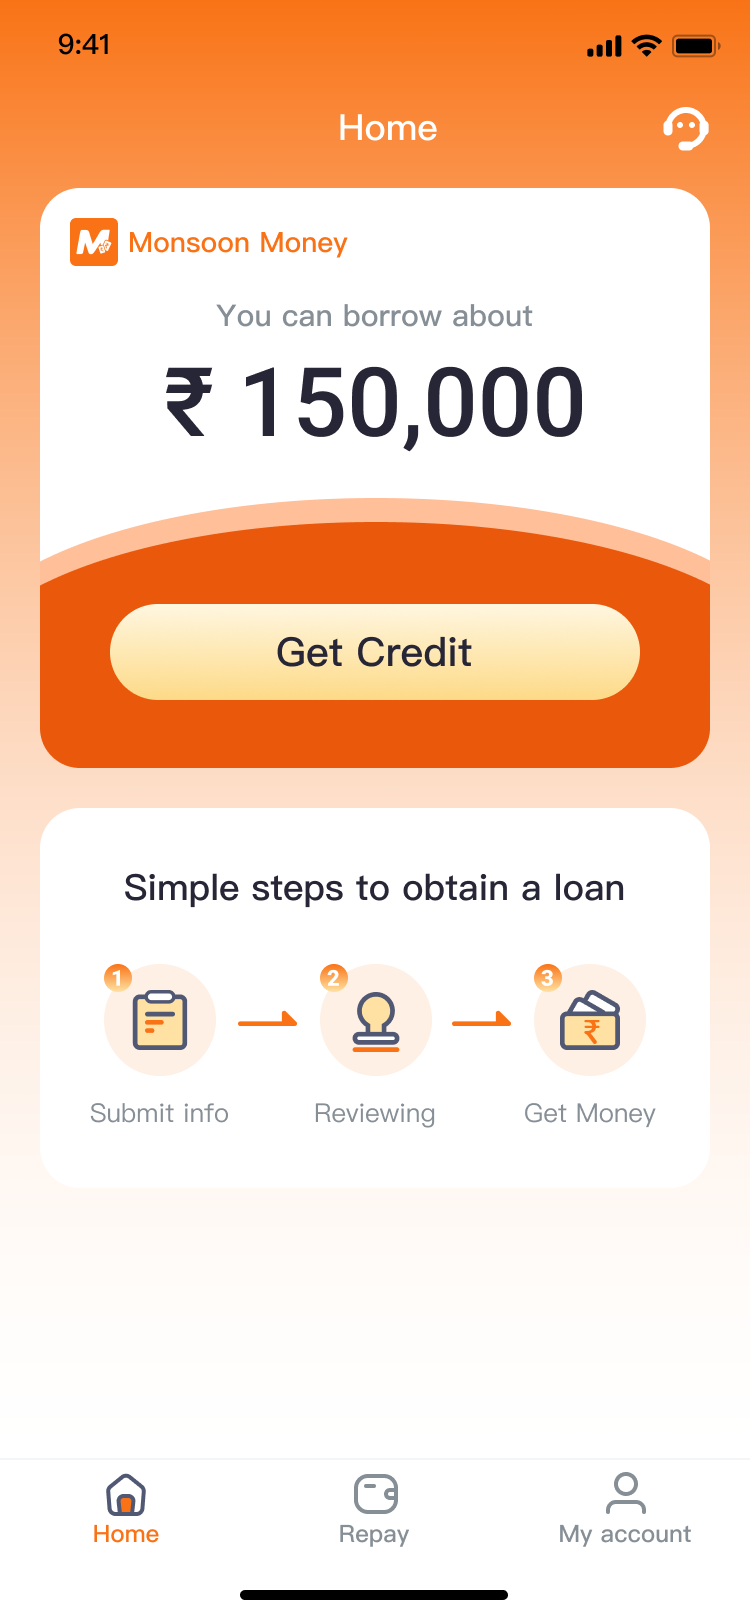 9:41
Home
M
Monsoon Money
You can borrow about
₹ 150,000
Get Credit
Simple steps to obtain a loan
1
2
3
₹
Submit info
Reviewing
Get Money
Home
Repay
My account